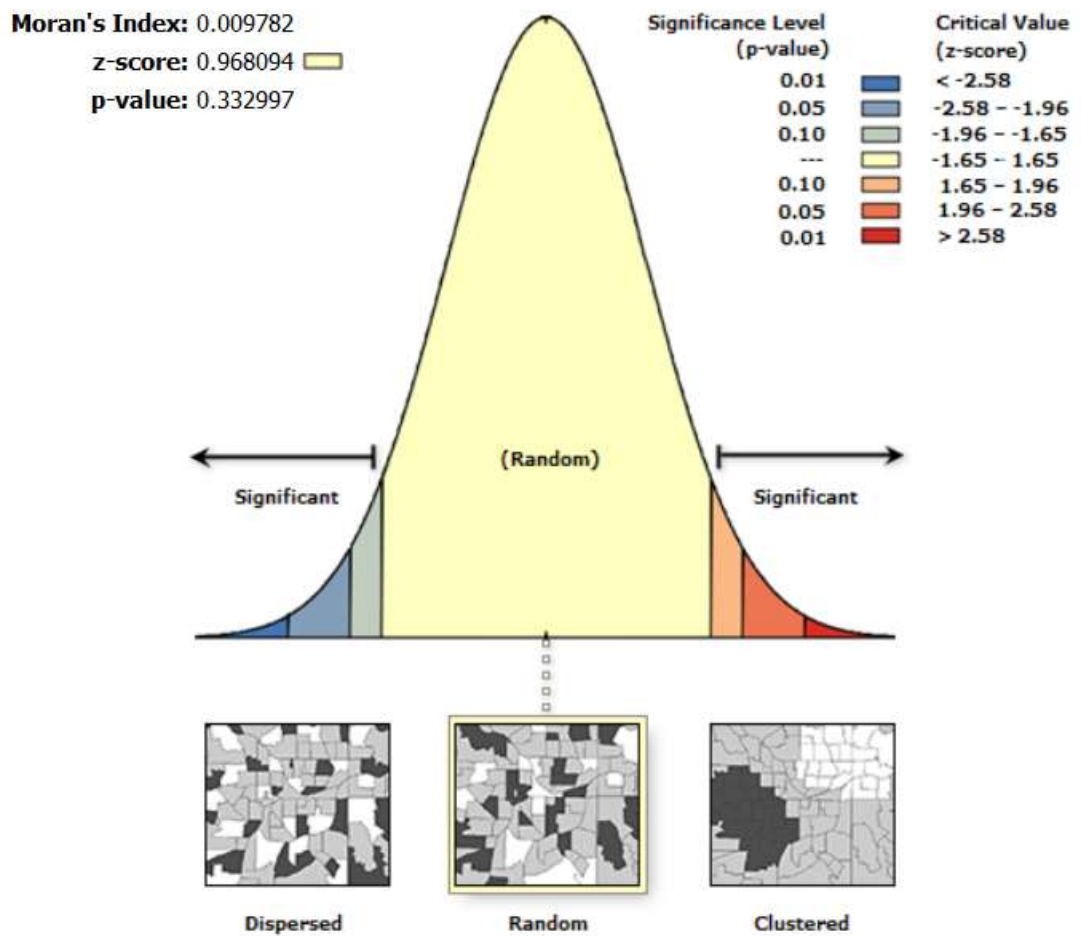 Moran's Index: 0.009782
z-score: 0.968094
p-value: 0.332997
Significance Level
(p-value)
Critical Value
(z-score)
0.01 < -2.58
0.05 -2.58 – -1.96
0.10 -1.96 – -1.65
--- -1.65 – 1.65
0.10 1.65 – 1.96
0.05 1.96 – 2.58
0.01 > 2.58
(Random)
Significant
Significant
Dispersed
Random
Clustered